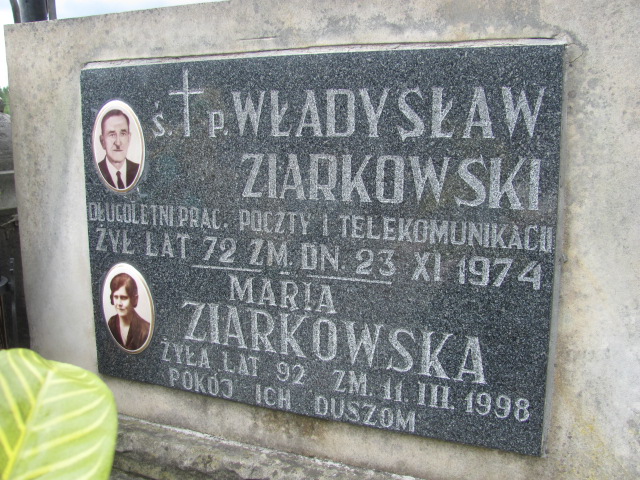 Ś. † P. WŁADYSŁAW
ZIARKOWSKI
DŁUGOLETNI PRAC. POCZTY I TELEKOMUNIKACJI
ŻYŁ LAT 72 ZM. DN. 23 XI 1974
MARIA
ZIARKOWSKA
ŻYŁA LAT 92 ZM. 11. III. 1998
POKÓJ ICH DUSZOM